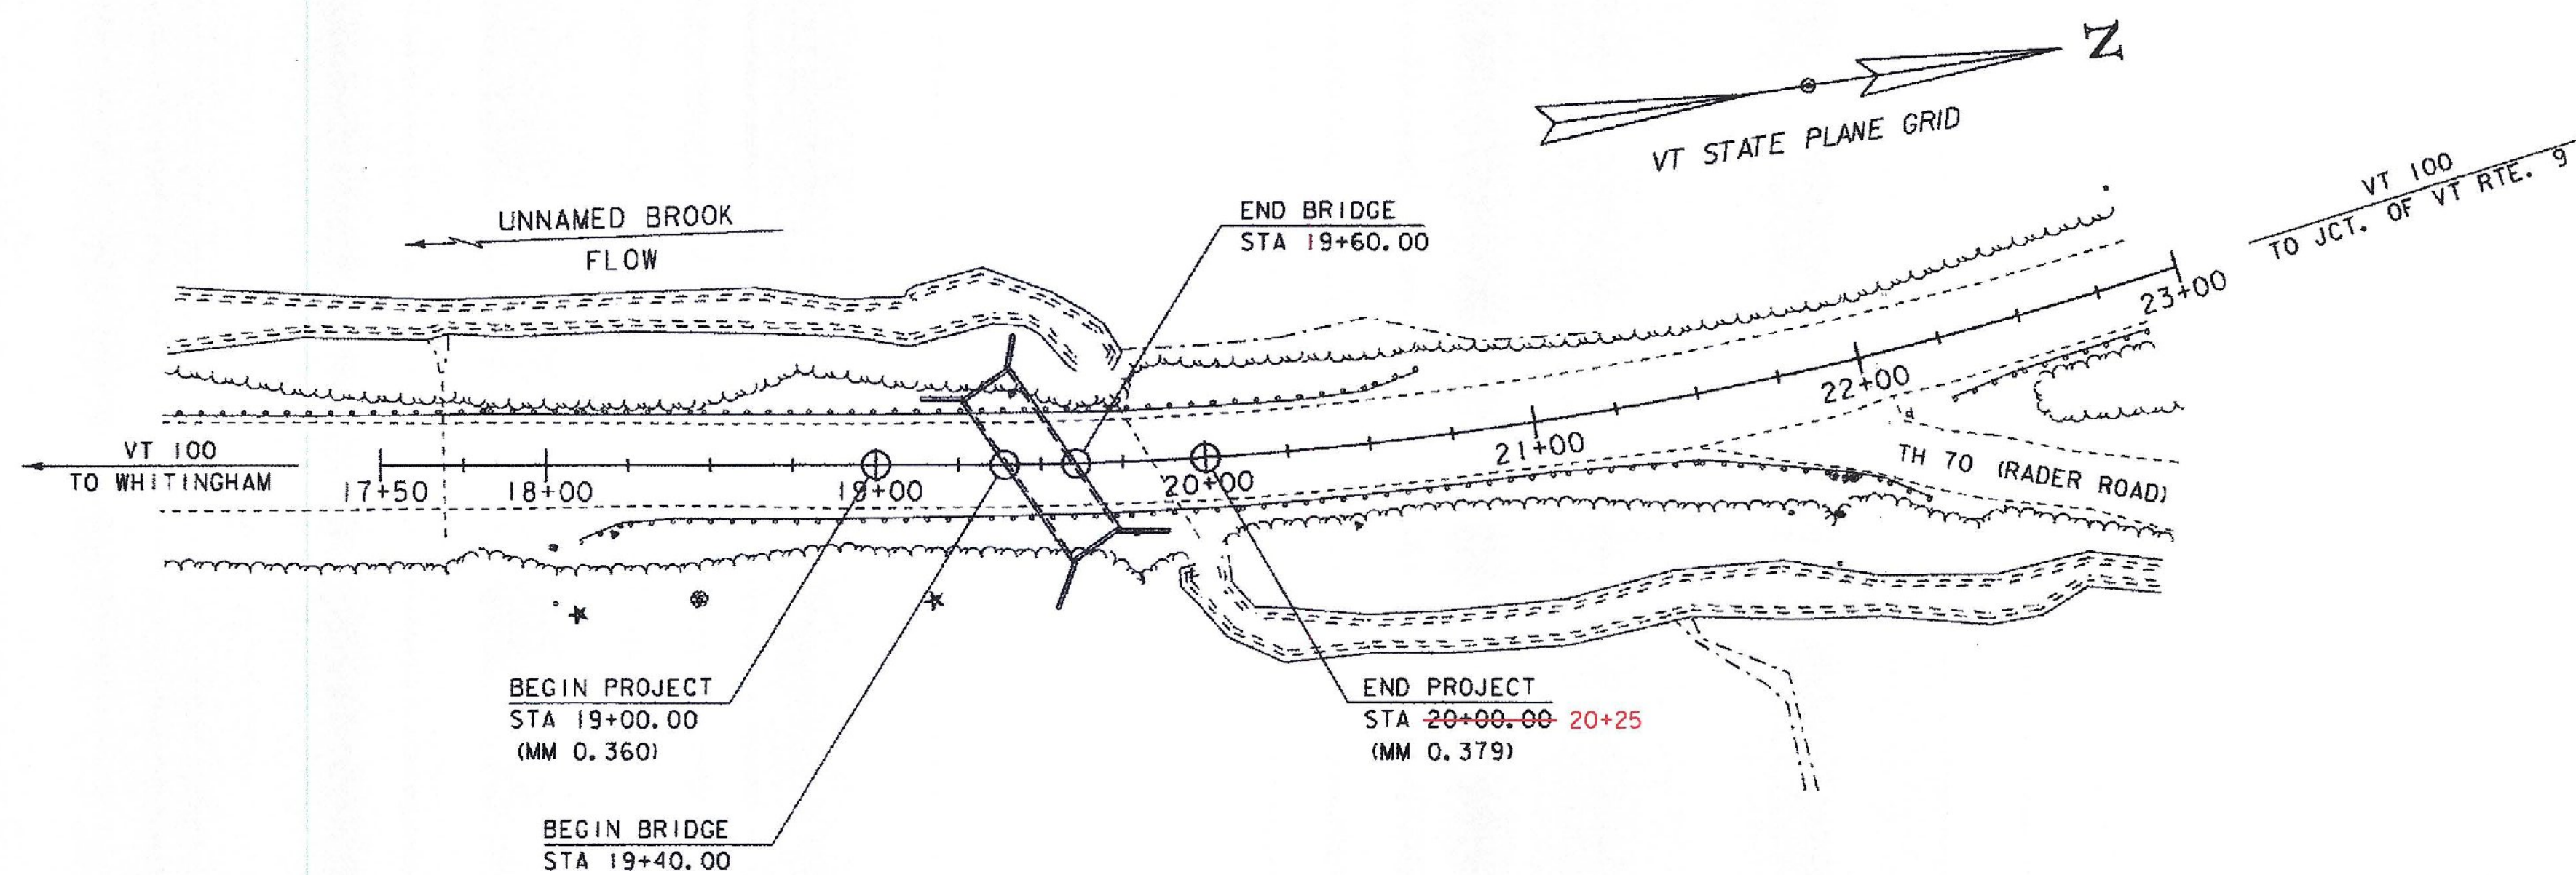 Z
VT STATE PLANE GRID
VT 100
TO JCT. OF VT RTE. 9
UNNAMED BROOK
FLOW
END BRIDGE
STA 19+60.00
VT 100
TO WHITINGHAM
17+50
18+00
19+00
20+00
21+00
22+00
23+00
TH 70 (RADER ROAD)
BEGIN PROJECT
STA 19+00.00
(MM 0.360)
END PROJECT
STA 20+00.00 20+25
(MM 0.379)
BEGIN BRIDGE
STA 19+40.00